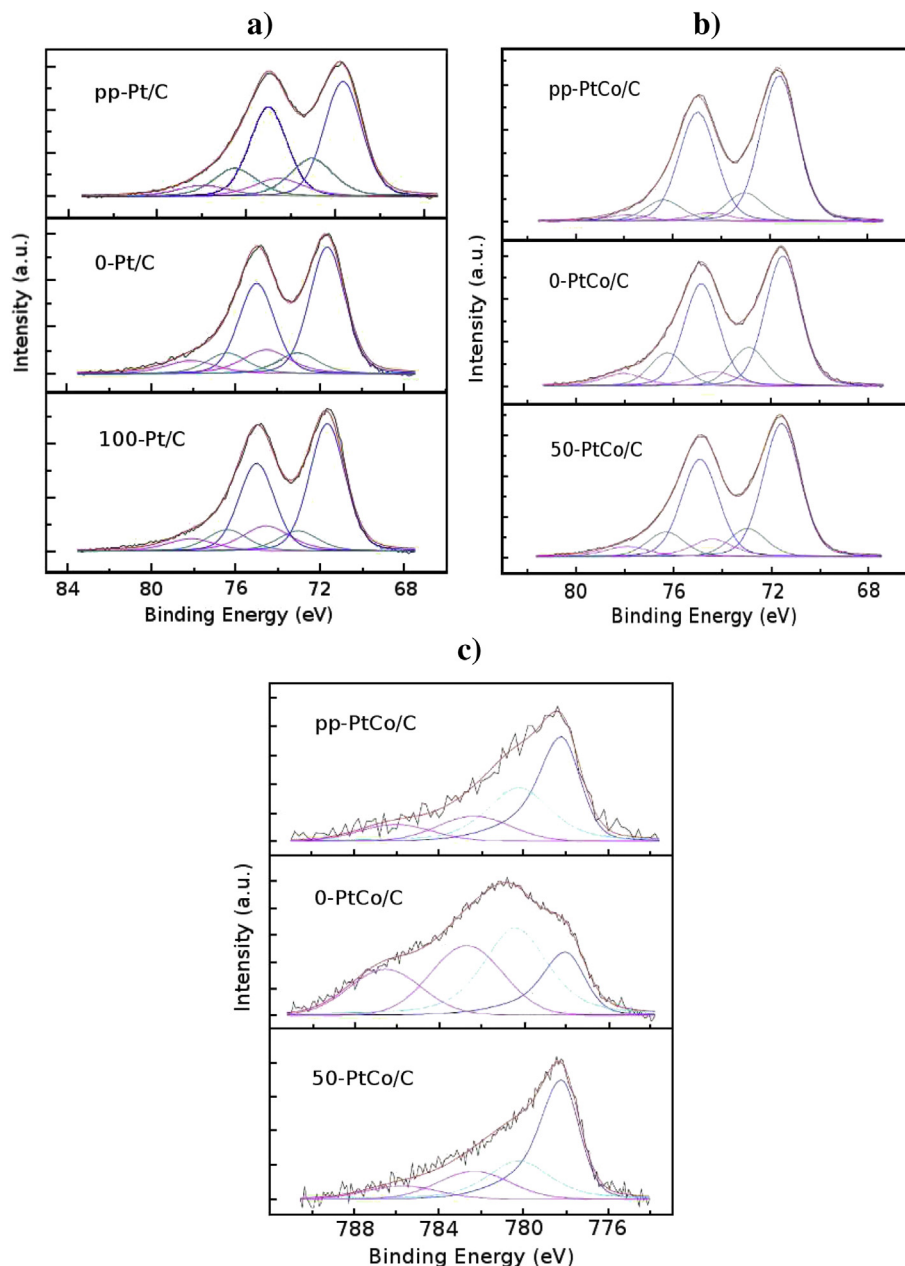 a)
pp-Pt/C
0-Pt/C
100-Pt/C
Intensity (a.u.)
84 80 76 72 68
Binding Energy (eV)
b)
pp-PtCo/C
0-PtCo/C
50-PtCo/C
Intensity (a.u.)
80 76 72 68
Binding Energy (eV)
c)
pp-PtCo/C
0-PtCo/C
50-PtCo/C
Intensity (a.u.)
788 784 780 776
Binding Energy (eV)